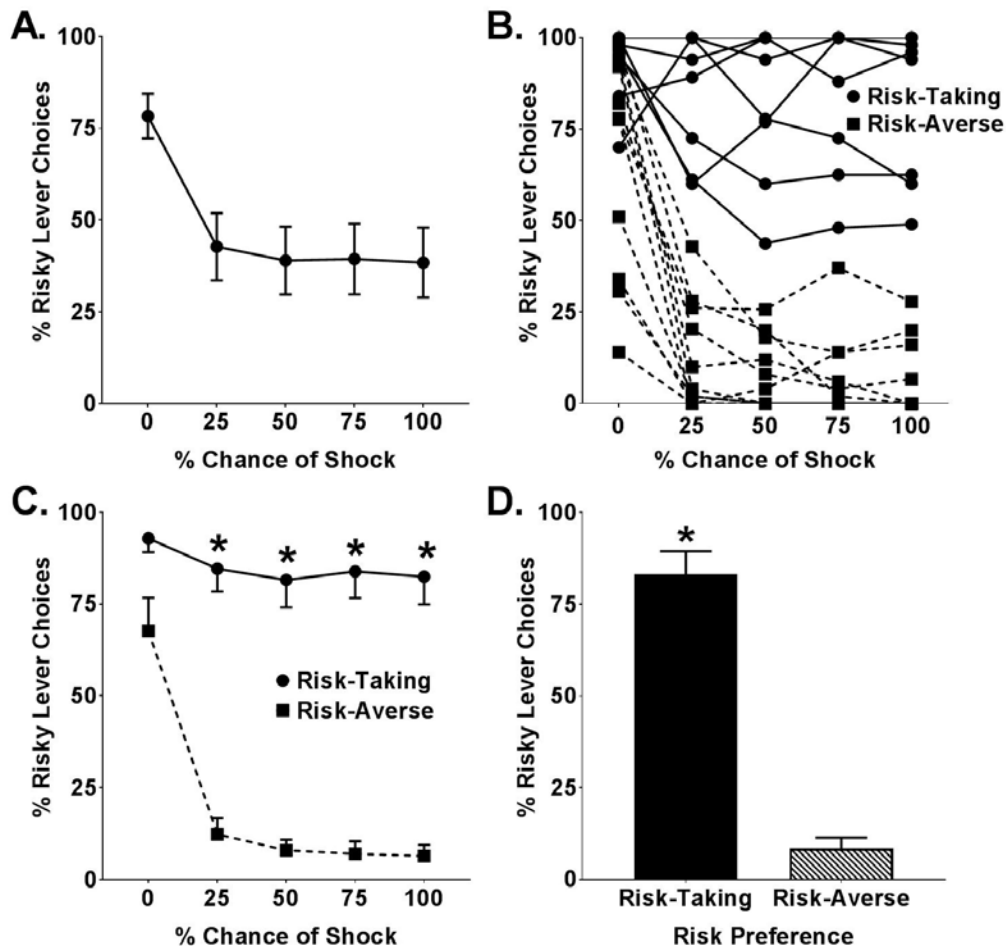 A.
100
75
50
25
0
% Risky Lever Choices
0 25 50 75 100
% Chance of Shock
B.
100
75
50
25
0
% Risky Lever Choices
Risk-Taking
Risk-Averse
0 25 50 75 100
% Chance of Shock
C.
100
75
50
25
0
% Risky Lever Choices
* * * *
Risk-Taking
Risk-Averse
0 25 50 75 100
% Chance of Shock
D.
100
75
50
25
0
% Risky Lever Choices
*
Risk-Taking Risk-Averse
Risk Preference